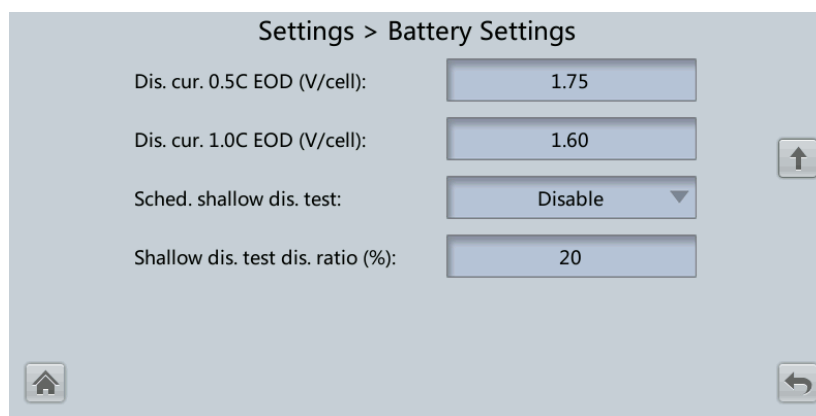 Settings > Battery Settings
Dis. cur. 0.5C EOD (V/cell): 1.75
Dis. cur. 1.0C EOD (V/cell): 1.60
Sched. shallow dis. test: Disable
Shallow dis. test dis. ratio (%): 20